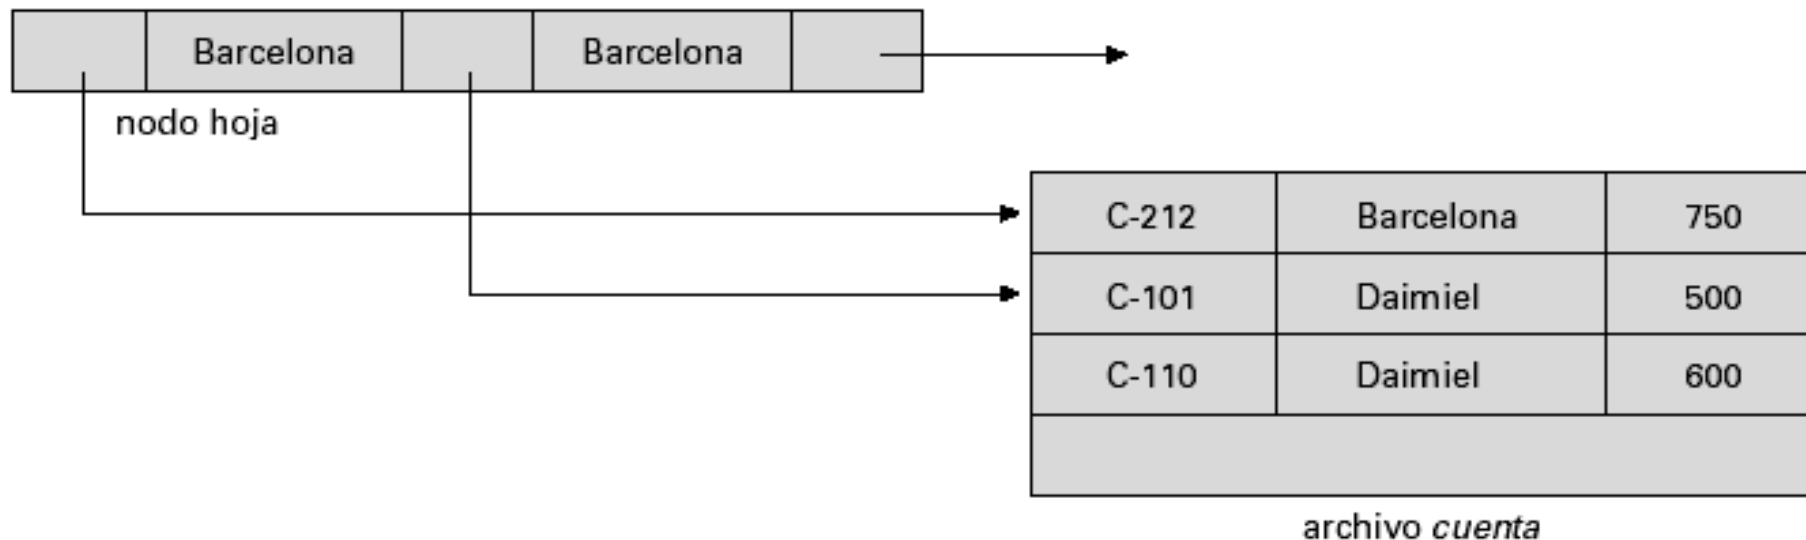 Barcelona Barcelona
nodo hoja
C-212 Barcelona 750
C-101 Daimiel 500
C-110 Daimiel 600
archivo cuenta